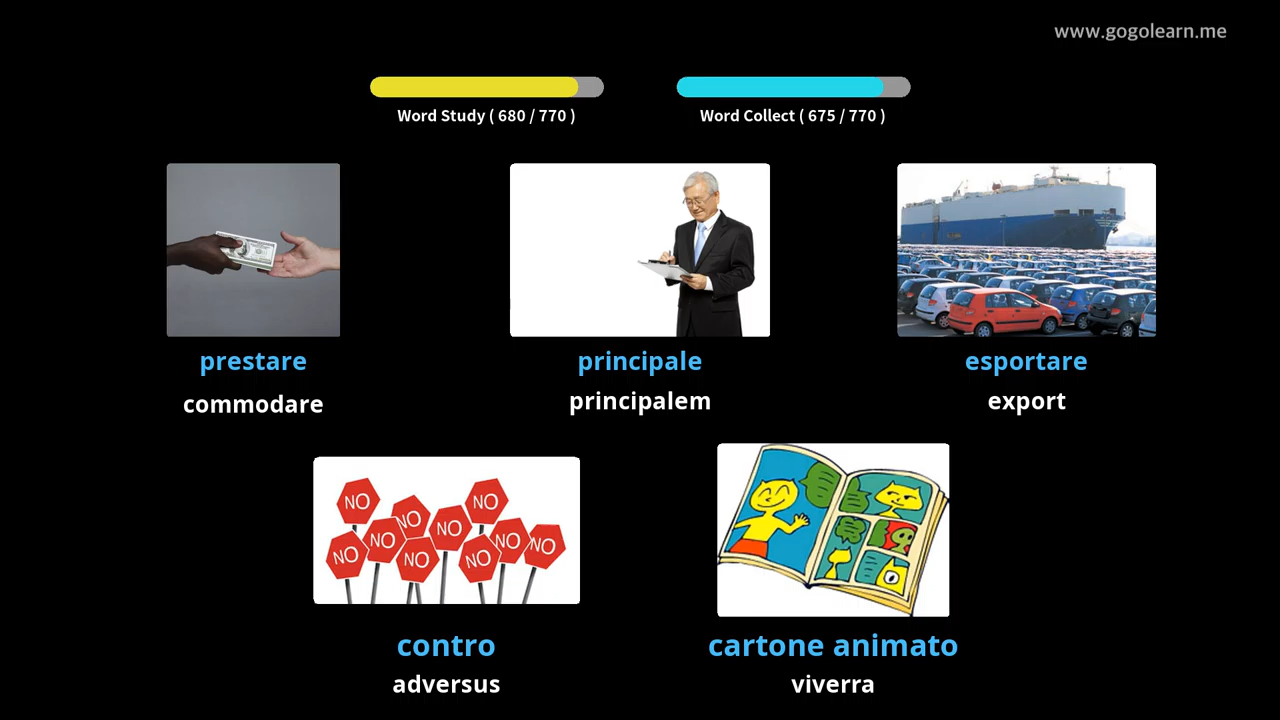 www.gogolearn.me
Word Study ( 680 / 770 )
Word Collect ( 675 / 770 )
prestare
commodare
principale
principalem
esportare
export
NO
NO
NO
NO
NO
NO
NO
NO
NO
NO
contro
adversus
cartone animato
viverra